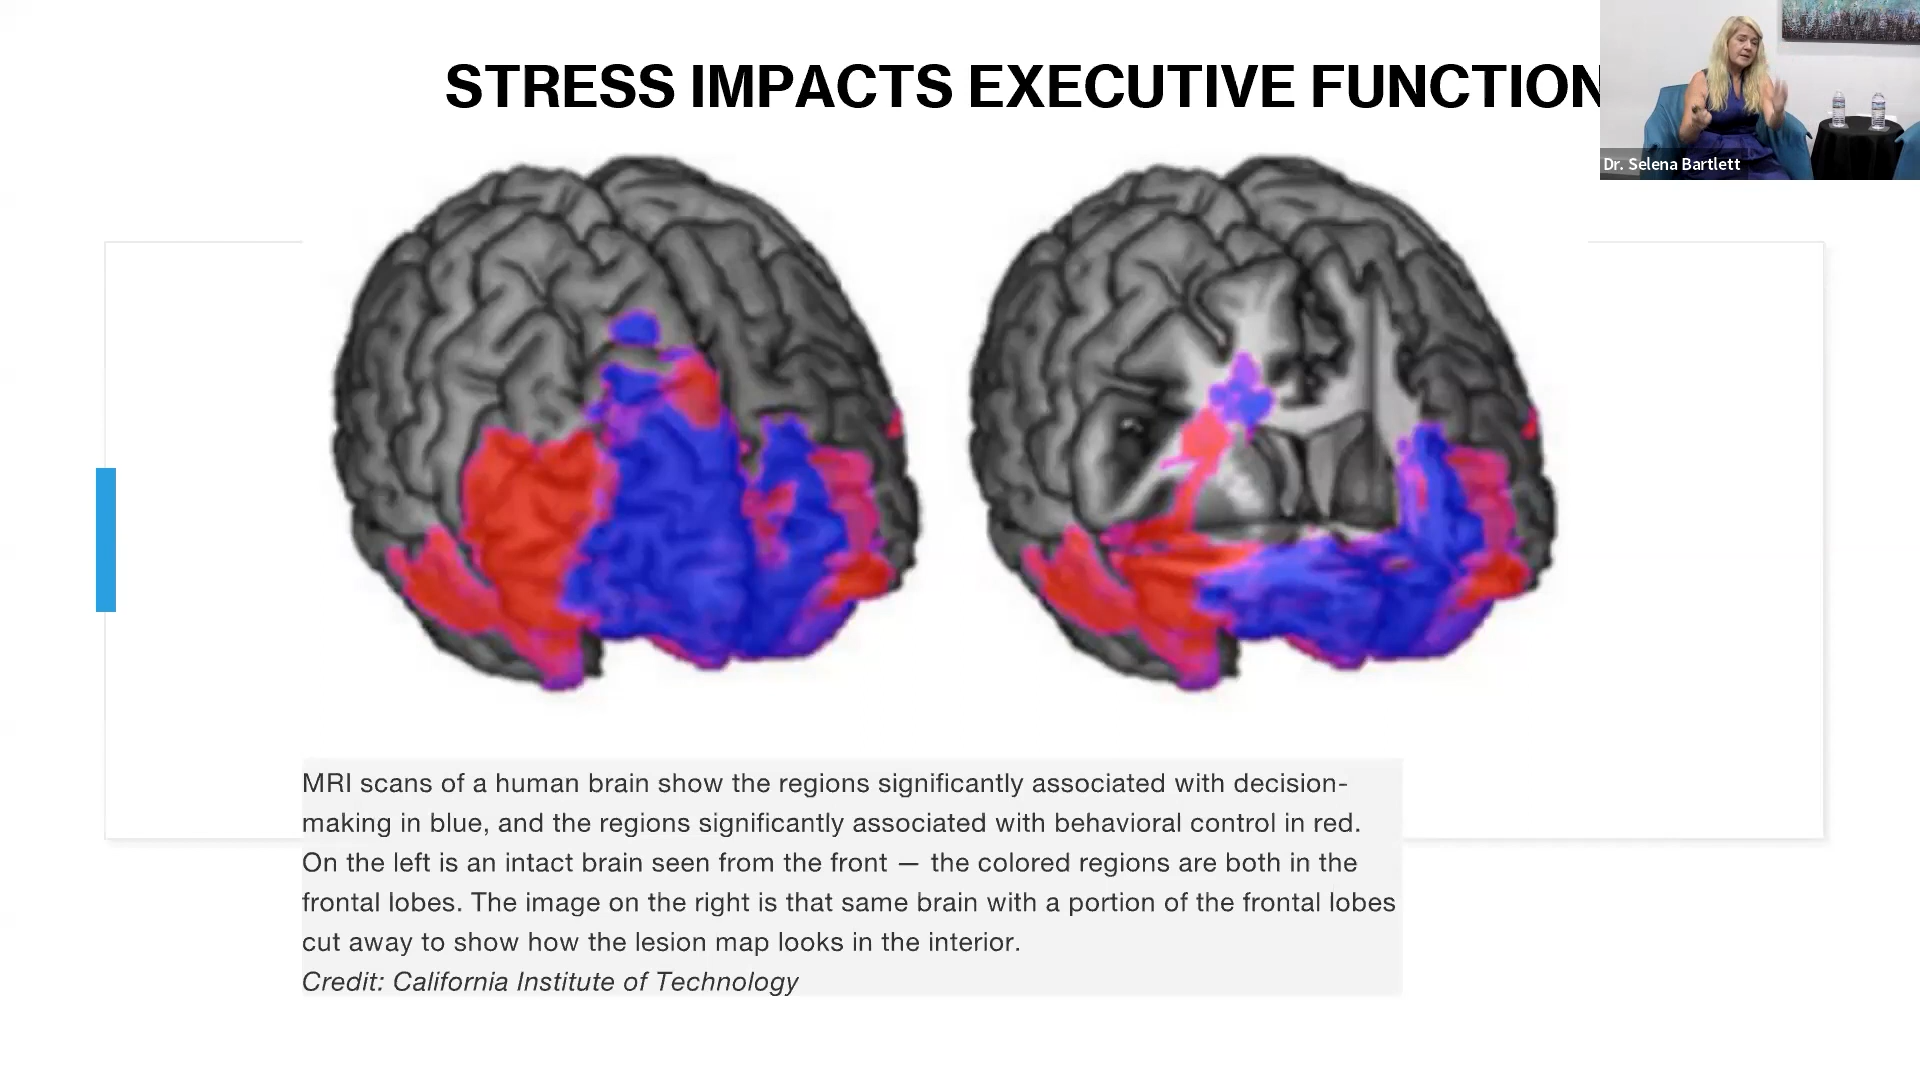 STRESS IMPACTS EXECUTIVE FUNCTION
Dr. Selena Bartlett
MRI scans of a human brain show the regions significantly associated with decision-
making in blue, and the regions significantly associated with behavioral control in red.
On the left is an intact brain seen from the front — the colored regions are both in the
frontal lobes. The image on the right is that same brain with a portion of the frontal lobes
cut away to show how the lesion map looks in the interior.
Credit: California Institute of Technology